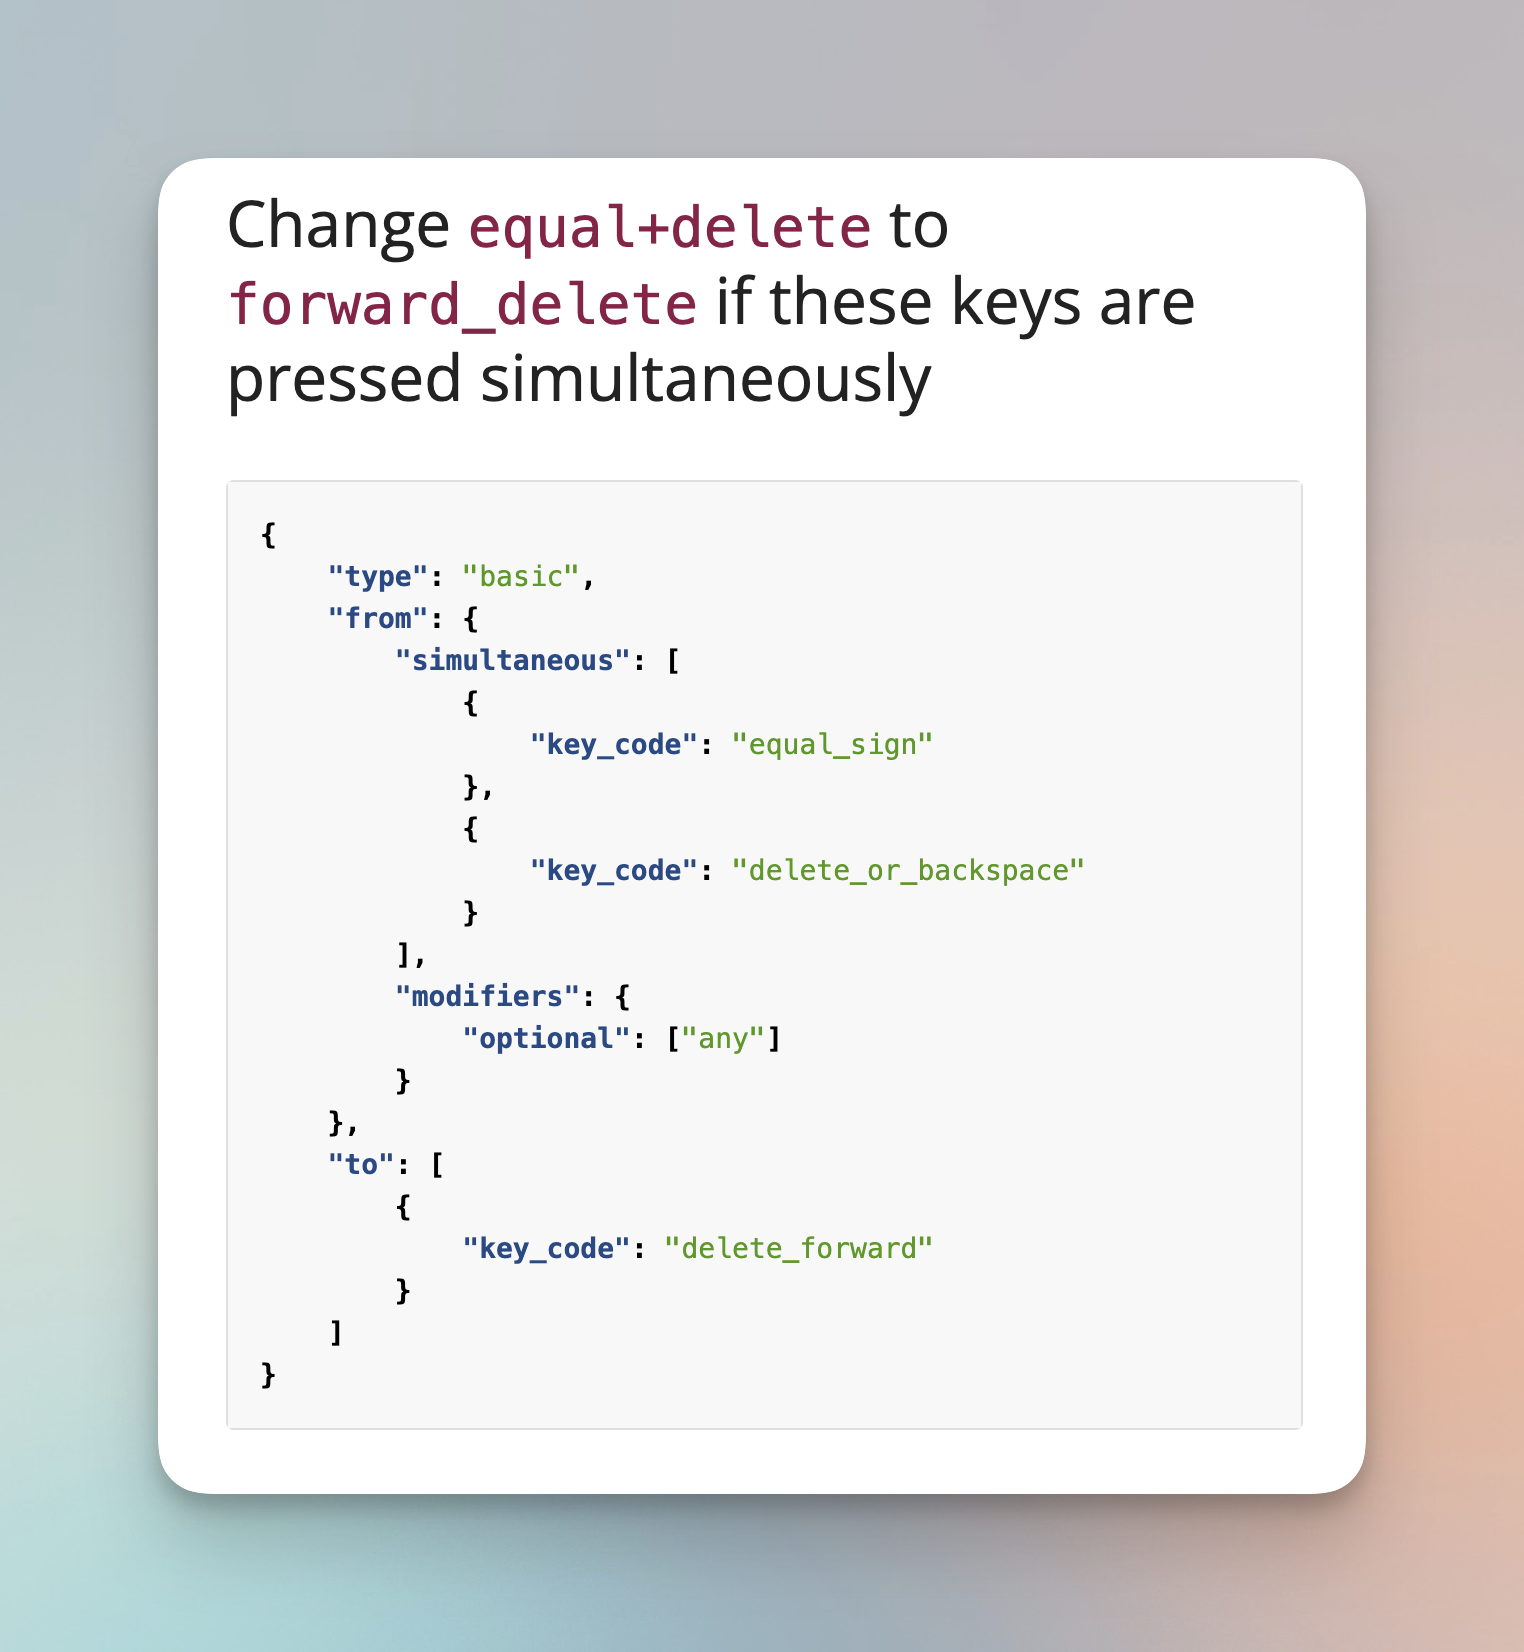 Change equal+delete to
forward_delete if these keys are
pressed simultaneously
{
    "type": "basic",
    "from": {
        "simultaneous": [
            {
                "key_code": "equal_sign"
            },
            {
                "key_code": "delete_or_backspace"
            }
        ],
        "modifiers": {
            "optional": ["any"]
        }
    },
    "to": [
        {
            "key_code": "delete_forward"
        }
    ]
}